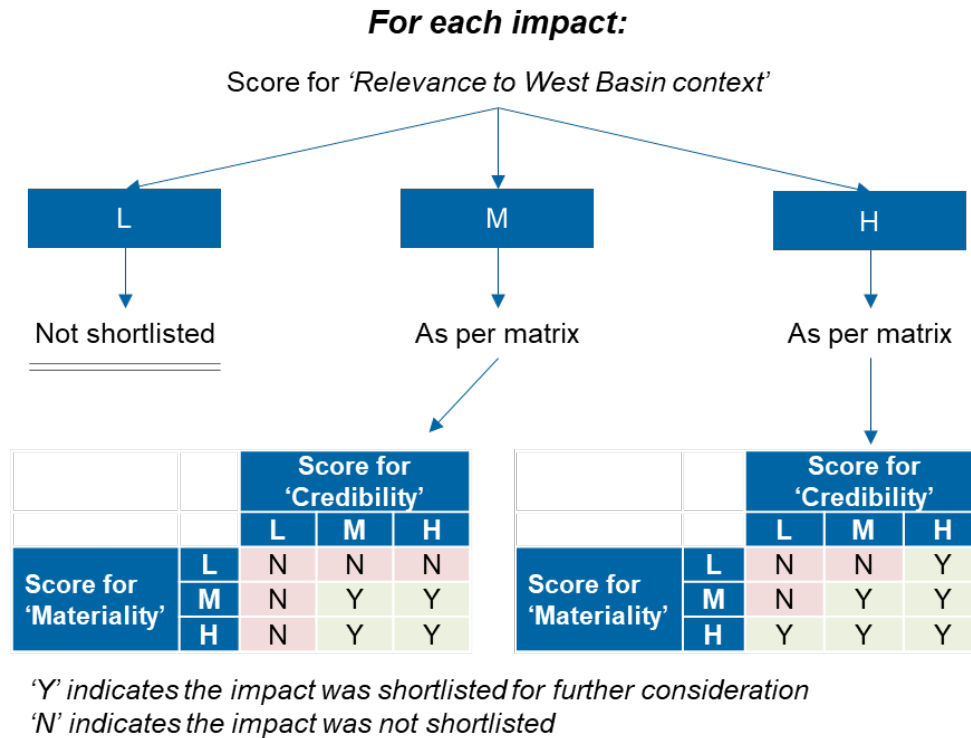 For each impact:
Score for ‘Relevance to West Basin context’
L
M
H
Not shortlisted
As per matrix
As per matrix
Score for
‘Credibility’
L M H
Score for
‘Materiality’
L N N N
M N Y Y
H N Y Y
Score for
‘Credibility’
L M H
Score for
‘Materiality’
L N N Y
M N Y Y
H Y Y Y
‘Y’ indicates the impact was shortlisted for further consideration
‘N’ indicates the impact was not shortlisted